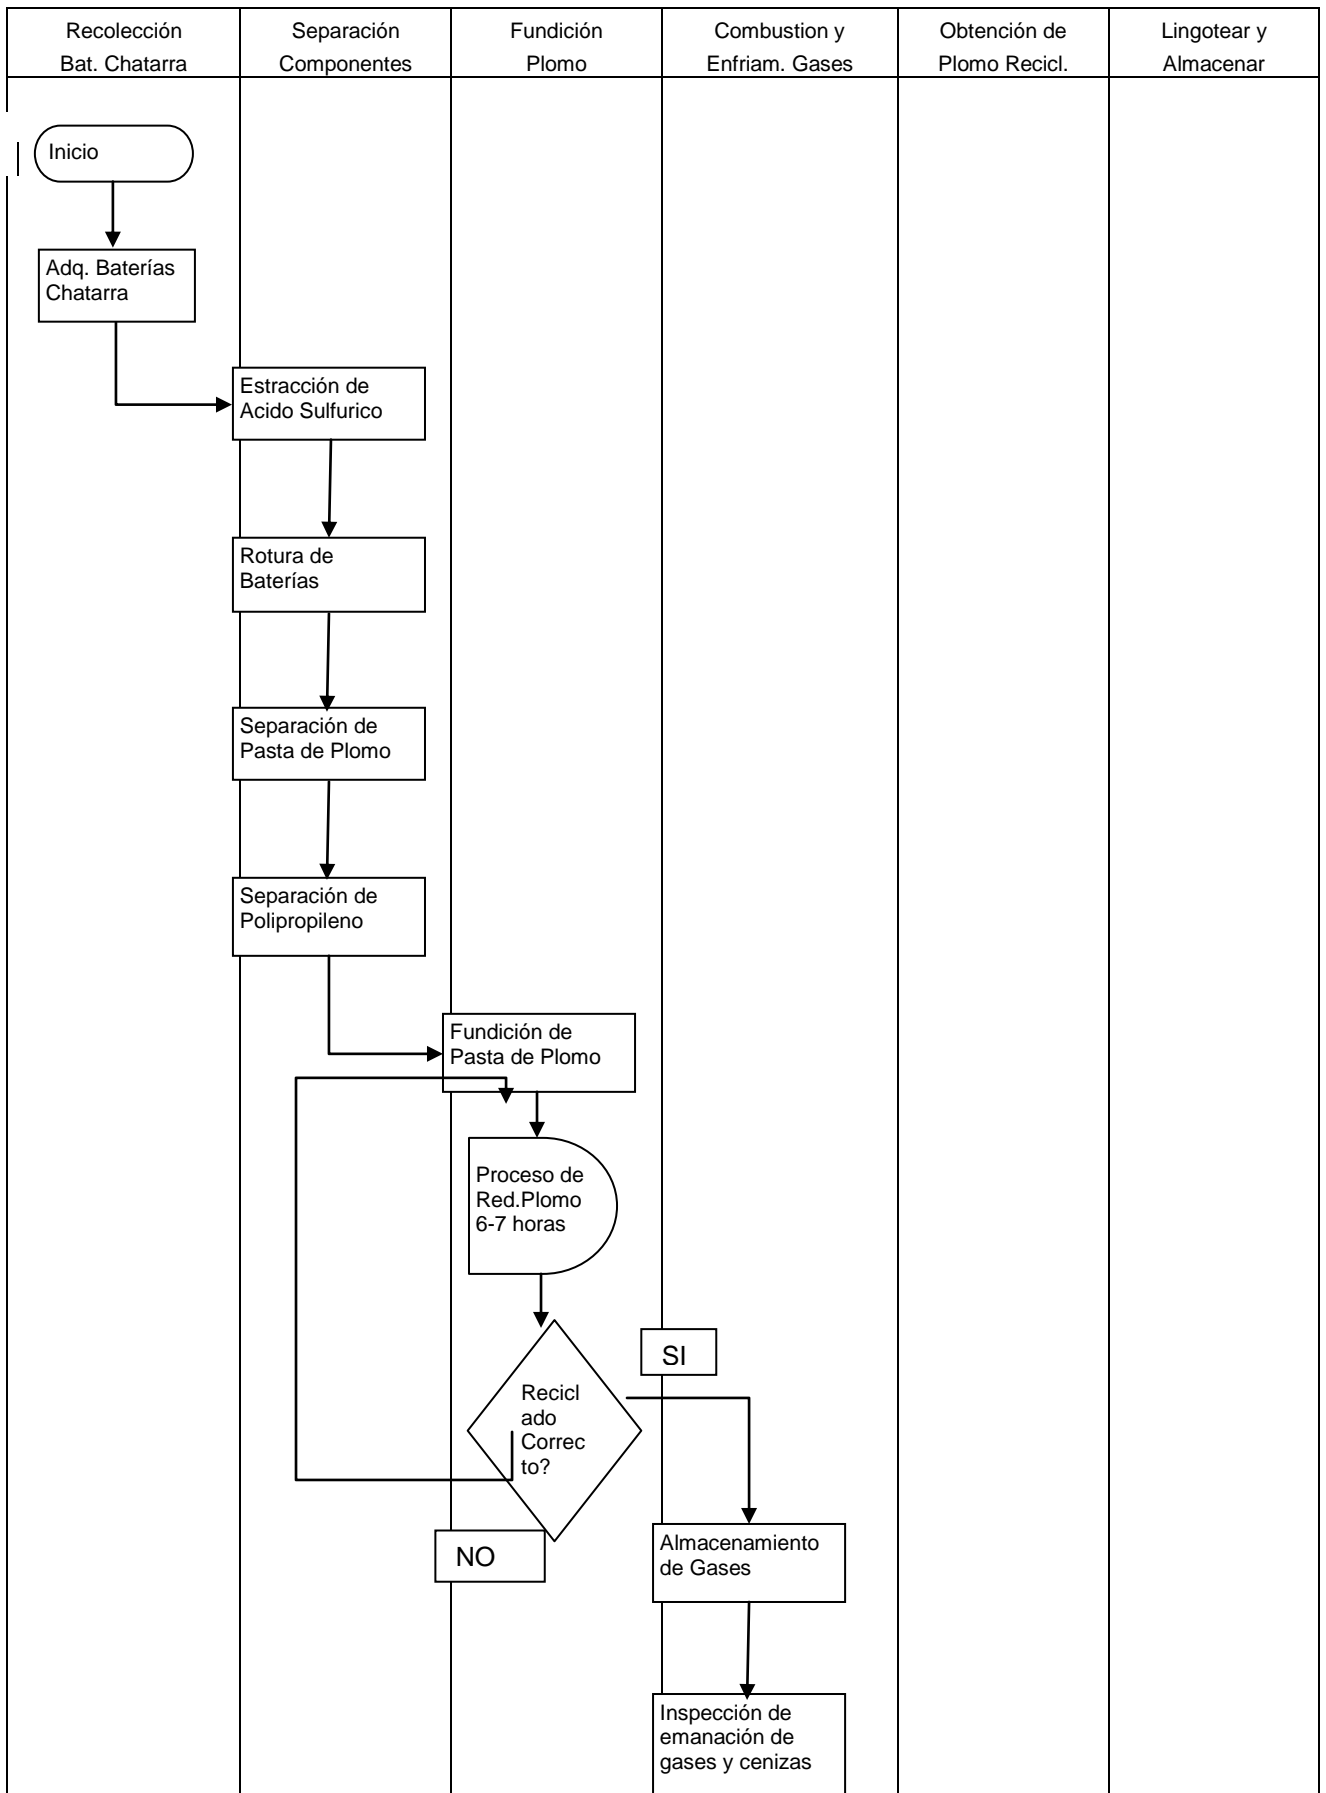 Recolección
Bat. Chatarra
Separación
Componentes
Fundición
Plomo
Combustion y
Enfriam. Gases
Obtención de
Plomo Recicl.
Lingotear y
Almacenar
Inicio
Adq. Baterías
Chatarra
Estracción de
Acido Sulfurico
Rotura de
Baterías
Separación de
Pasta de Plomo
Separación de
Polipropileno
Fundición de
Pasta de Plomo
Proceso de
Red.Plomo
6-7 horas
SI
Recicl
ado
Correc
to?
NO
Almacenamiento
de Gases
Inspección de
emanación de
gases y cenizas